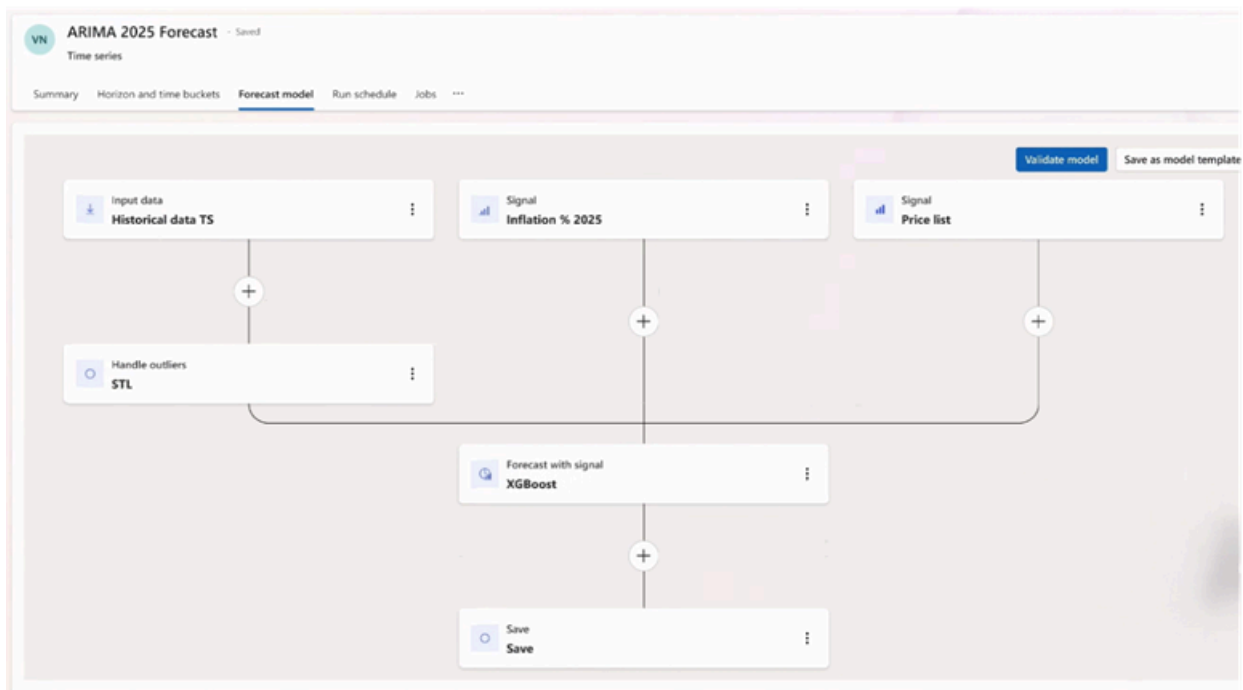 VN
ARIMA 2025 Forecast · Saved
Time series
Summary Horizon and time buckets Forecast model Run schedule Jobs ···
Validate model Save as model template
Input data
Historical data TS
Signal
Inflation % 2025
Signal
Price list
Handle outliers
STL
Forecast with signal
XGBoost
Save
Save